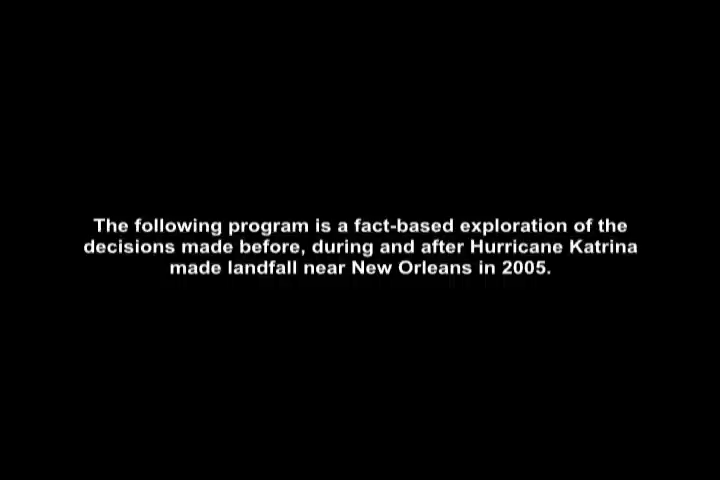 The following program is a fact-based exploration of the
decisions made before, during and after Hurricane Katrina
made landfall near New Orleans in 2005.